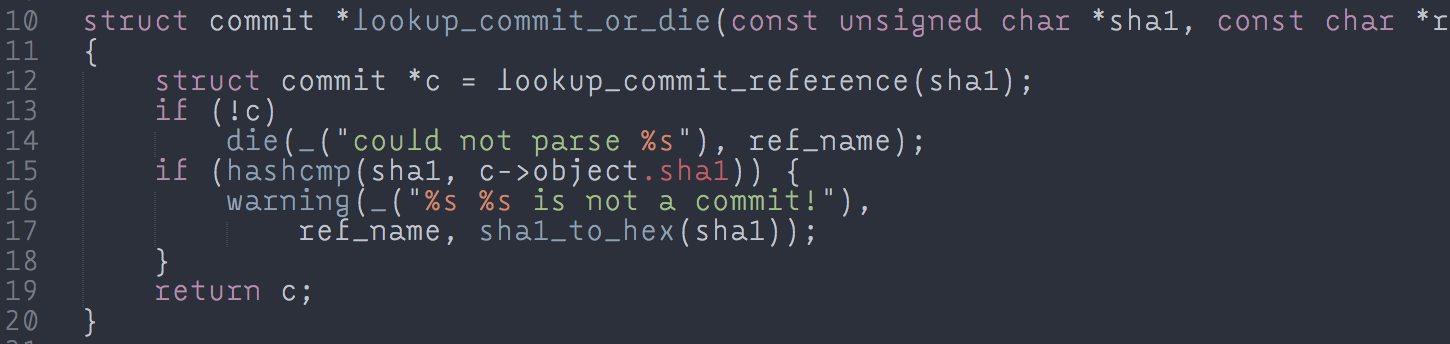 10 struct commit *lookup_commit_or_die(const unsigned char *sha1, const char *r
11 {
12     struct commit *c = lookup_commit_reference(sha1);
13     if (!c)
14         die(_("could not parse %s"), ref_name);
15     if (hashcmp(sha1, c->object.sha1)) {
16         warning(_("%s %s is not a commit!"),
17             ref_name, sha1_to_hex(sha1));
18     }
19     return c;
20 }